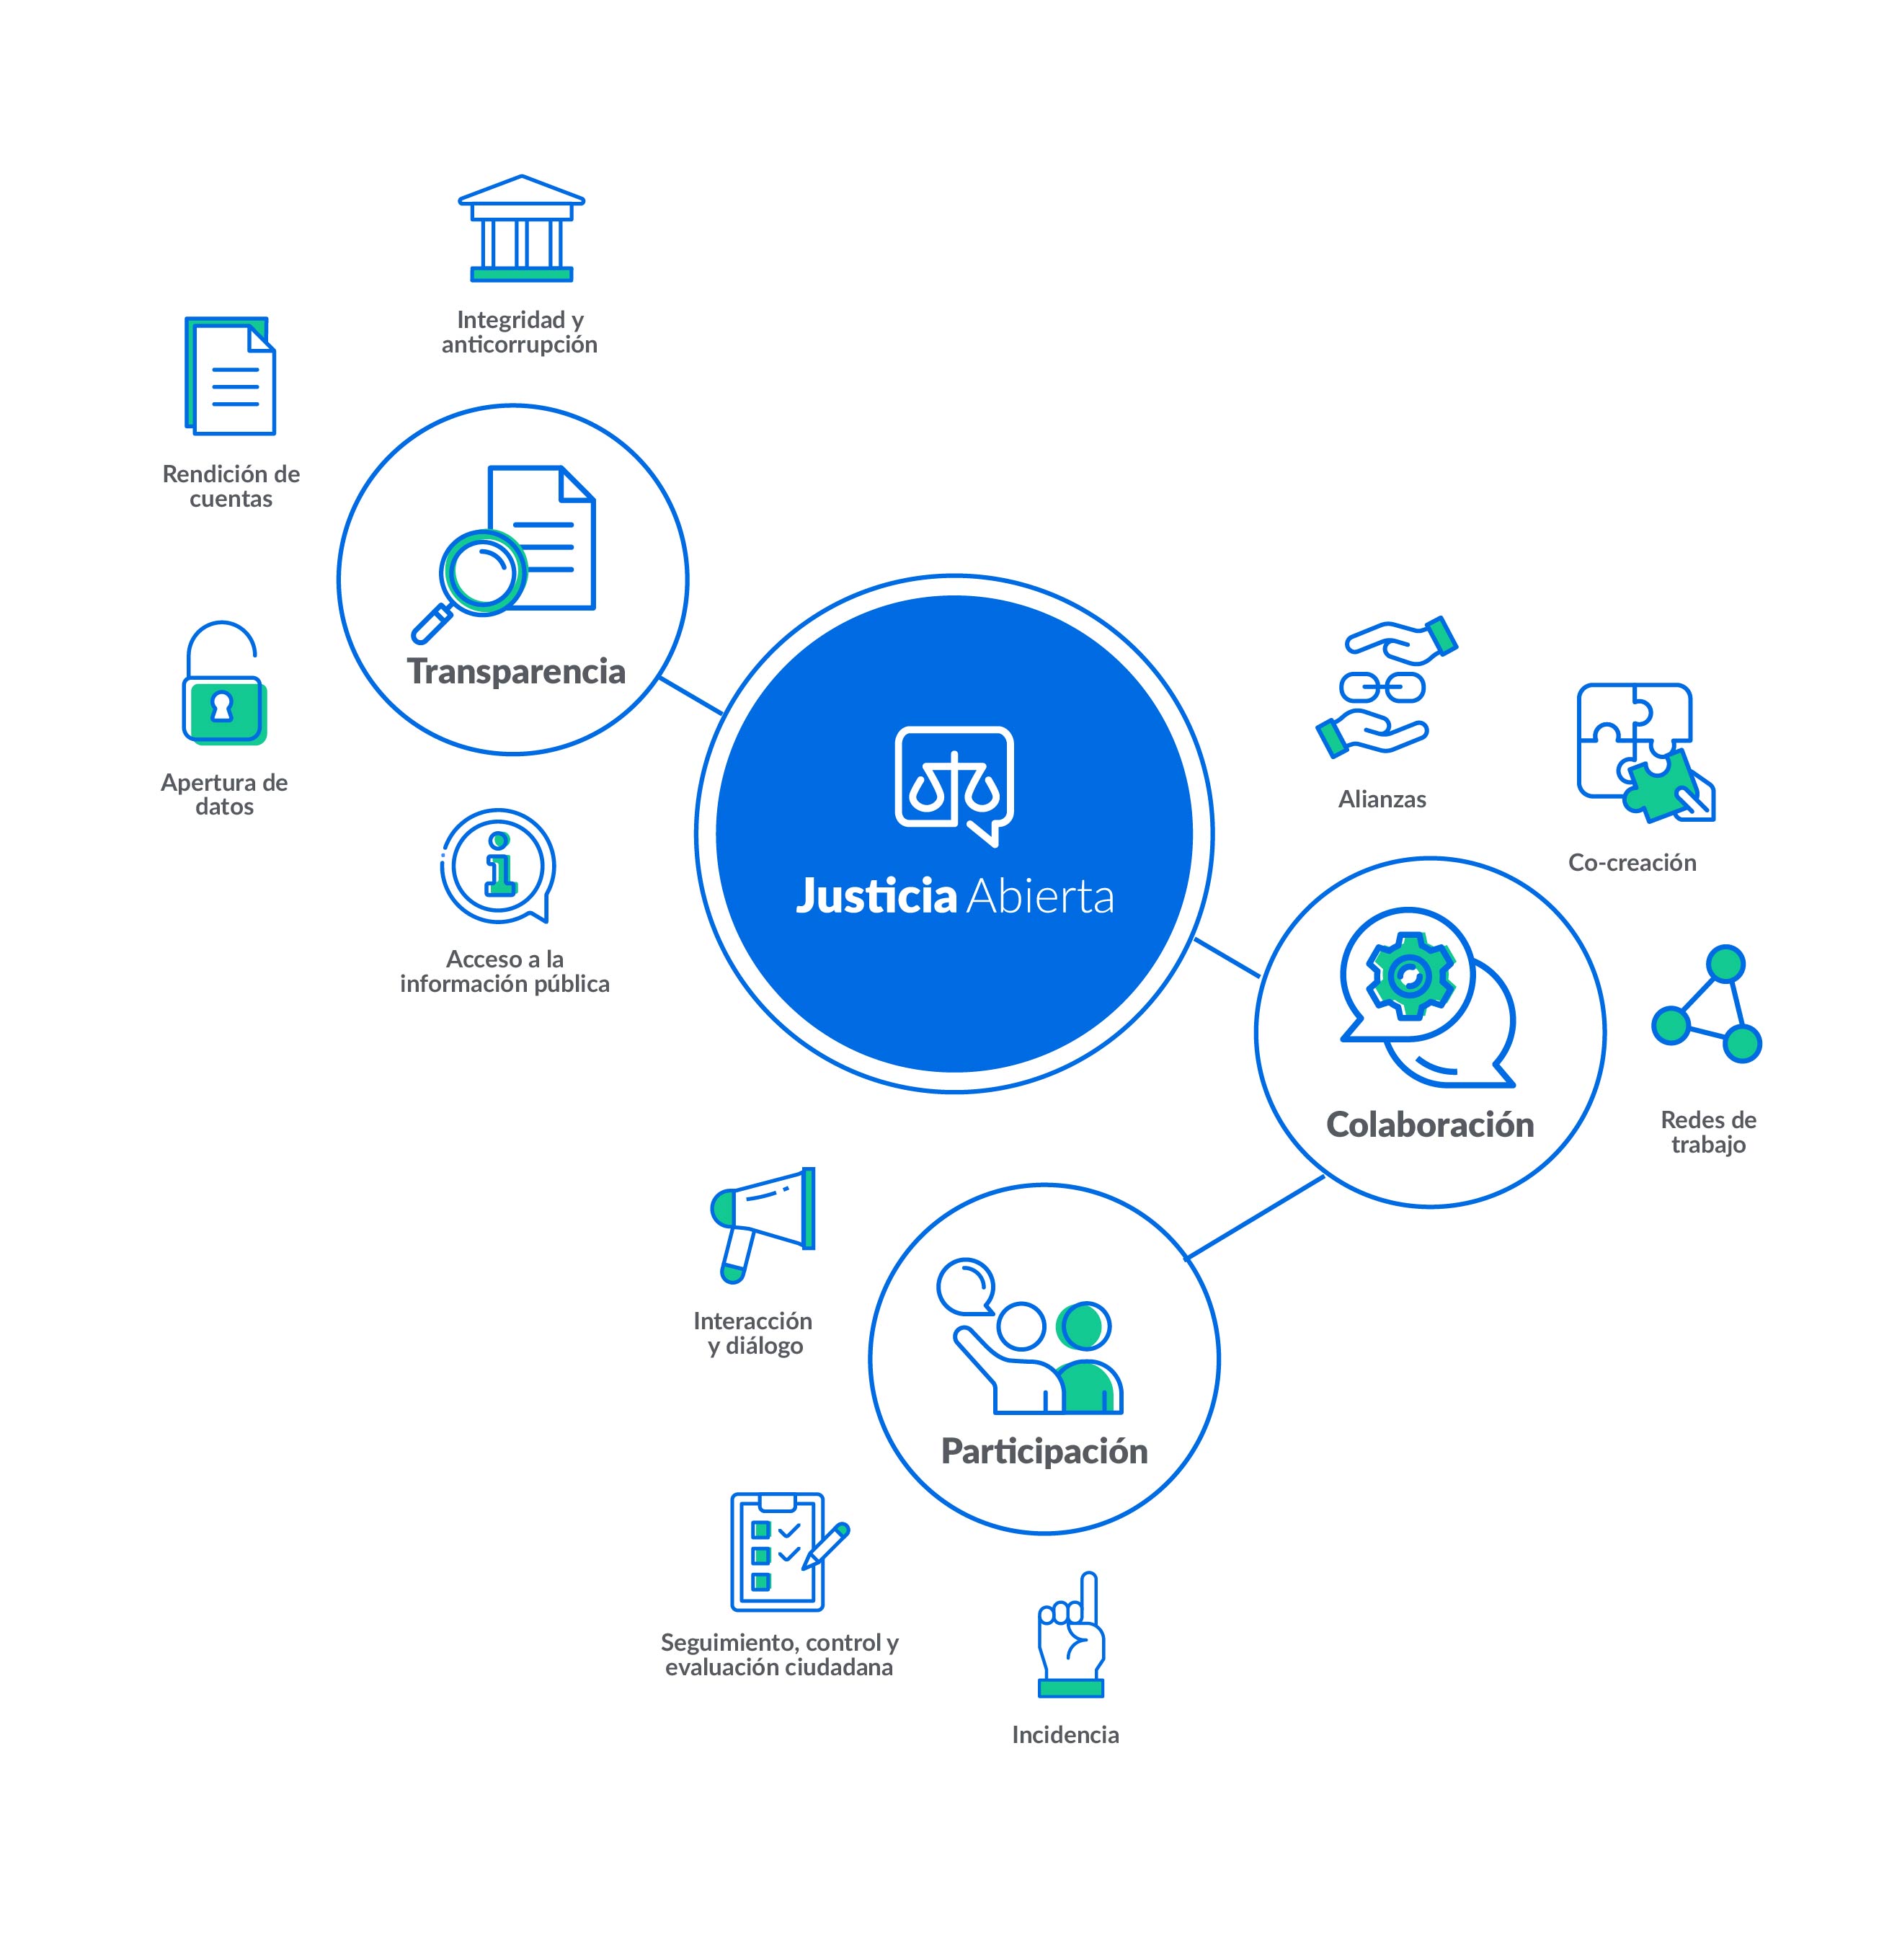 Integridad y
anticorrupción
Rendición de
cuentas
Transparencia
Apertura de
datos
Acceso a la
información pública
Justicia Abierta
Alianzas
Co-creación
Colaboración
Redes de
trabajo
Interacción
y diálogo
Participación
Seguimiento, control y
evaluación ciudadana
Incidencia